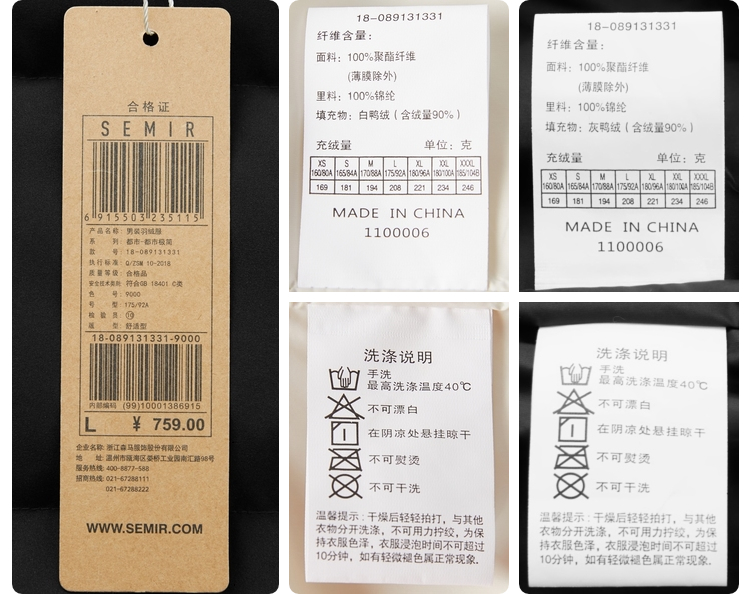 合格证
SEMIR
6 915503 235115
产品名称: 男装羽绒服
系 列: 都市-都市极简
款 号: 18-089131331
执行标准: Q/ZSM 10-2018
质量等级: 合格品
安全技术类别: 符合GB 18401 C类
色 号: 9000
号 型: 175/92A
检 验 员: 10
版 型: 舒适型
18-089131331-9000
内部编码 (99)10001386915
L ¥ 759.00
企业名称: 浙江森马服饰股份有限公司
地 址: 温州市瓯海区娄桥工业园南汇路98号
服务热线: 400-8877-588
招商热线: 021-67288111
021-67288222
WWW.SEMIR.COM
18-089131331
纤维含量:
面料: 100%聚酯纤维
(薄膜除外)
里料: 100%锦纶
填充物: 白鸭绒 (含绒量90%)
充绒量 单位: 克
XS S M L XL XXL XXXL
160/80A 165/84A 170/88A 175/92A 180/96A 180/100A 185/104B
169 181 194 208 221 234 246
MADE IN CHINA
1100006
18-089131331
纤维含量:
面料: 100%聚酯纤维
(薄膜除外)
里料: 100%锦纶
填充物: 灰鸭绒 (含绒量90%)
充绒量 单位: 克
XS S M L XL XXL XXXL
160/80A 165/84A 170/88A 175/92A 180/96A 180/100A 185/104B
169 181 194 208 221 234 246
MADE IN CHINA
1100006
洗涤说明
手洗
最高洗涤温度40℃
不可漂白
在阴凉处悬挂晾干
不可熨烫
不可干洗
温馨提示: 干燥后轻轻拍打, 与其他
衣物分开洗涤, 不可用力拧绞, 为保
持衣服色泽, 衣服浸泡时间不可超过
10分钟, 如有轻微褪色属正常现象.
洗涤说明
手洗
最高洗涤温度40℃
不可漂白
在阴凉处悬挂晾干
不可熨烫
不可干洗
温馨提示: 干燥后轻轻拍打, 与其他
衣物分开洗涤, 不可用力拧绞, 为保
持衣服色泽, 衣服浸泡时间不可超过
10分钟, 如有轻微褪色属正常现象.